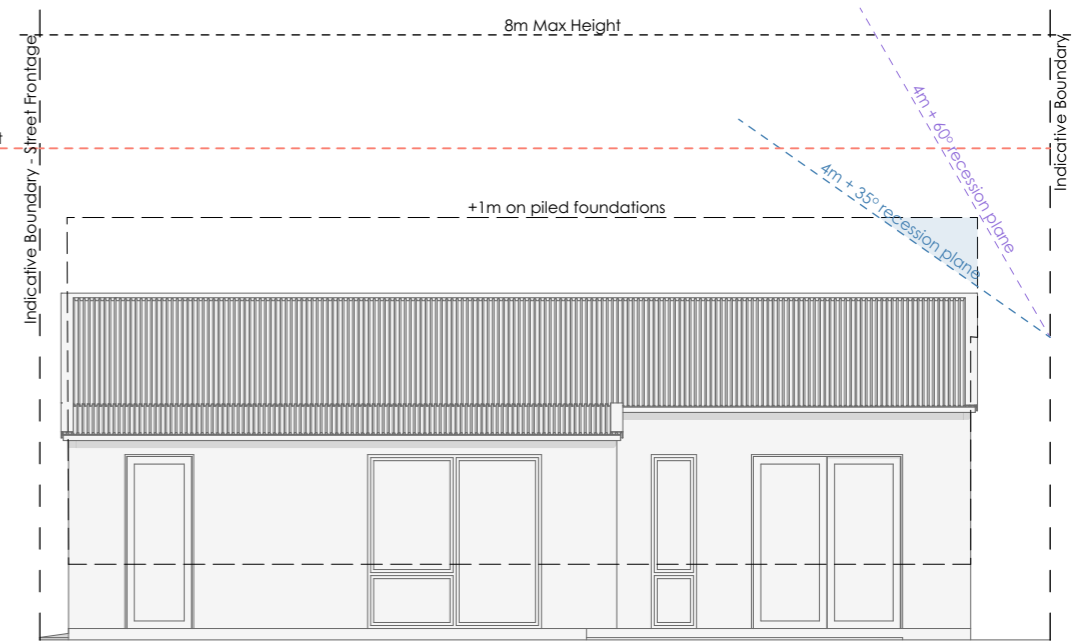 8m Max Height
Indicative Boundary - Street Frontage
Indicative Boundary
4m + 60° recession plane
4m + 35° recession plane
+1m on piled foundations